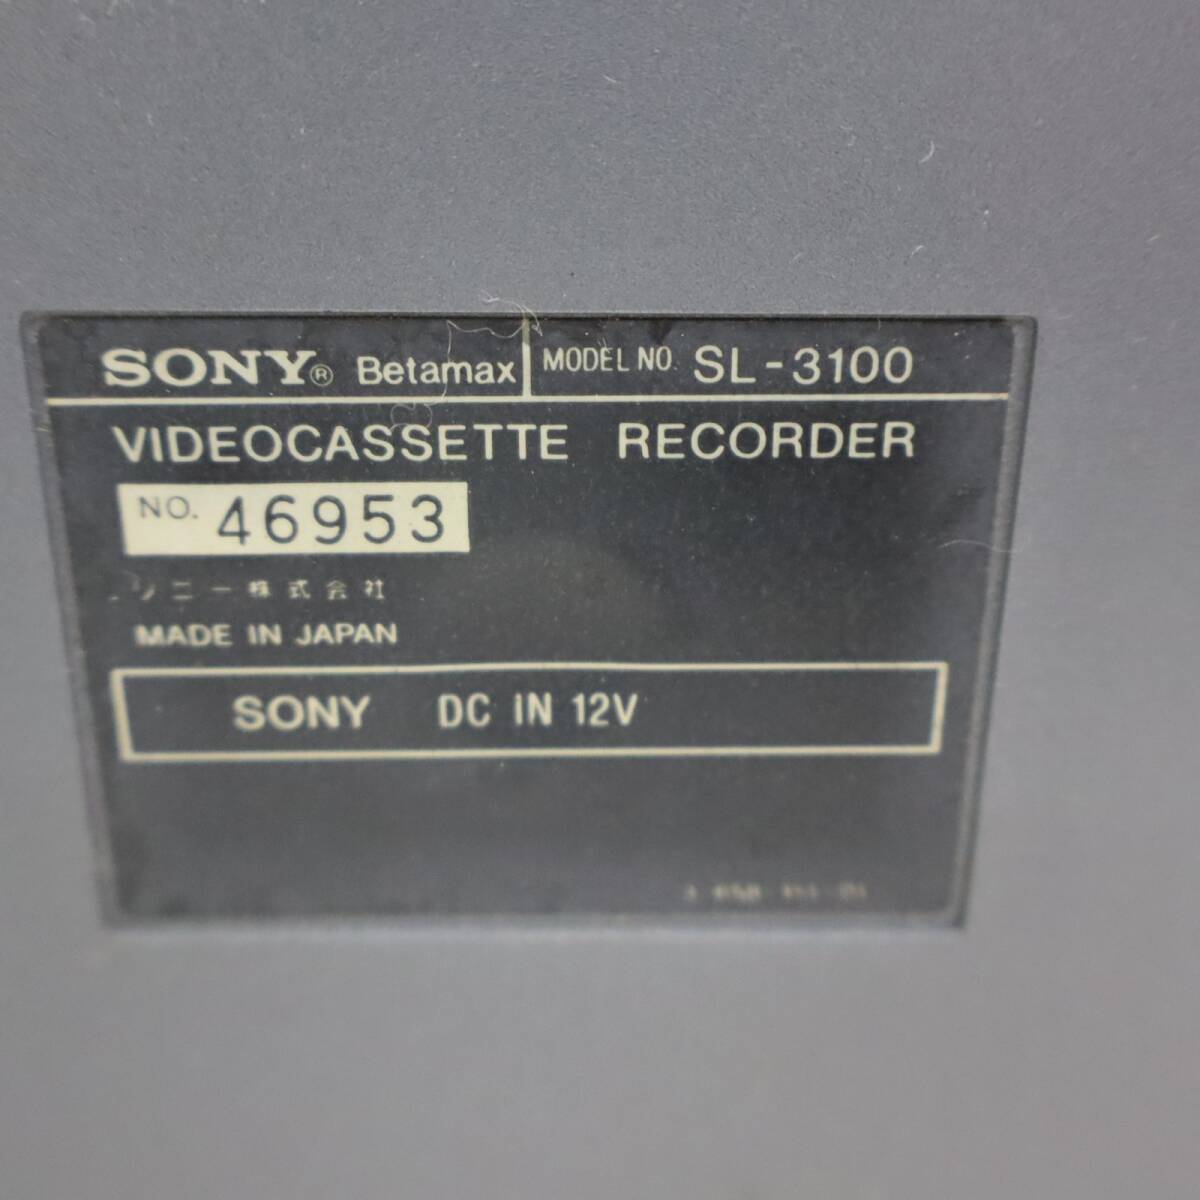 SONY® Betamax MODEL NO. SL-3100
VIDEOCASSETTE RECORDER
NO. 46953
ソニー株式会社
MADE IN JAPAN
SONY DC IN 12V